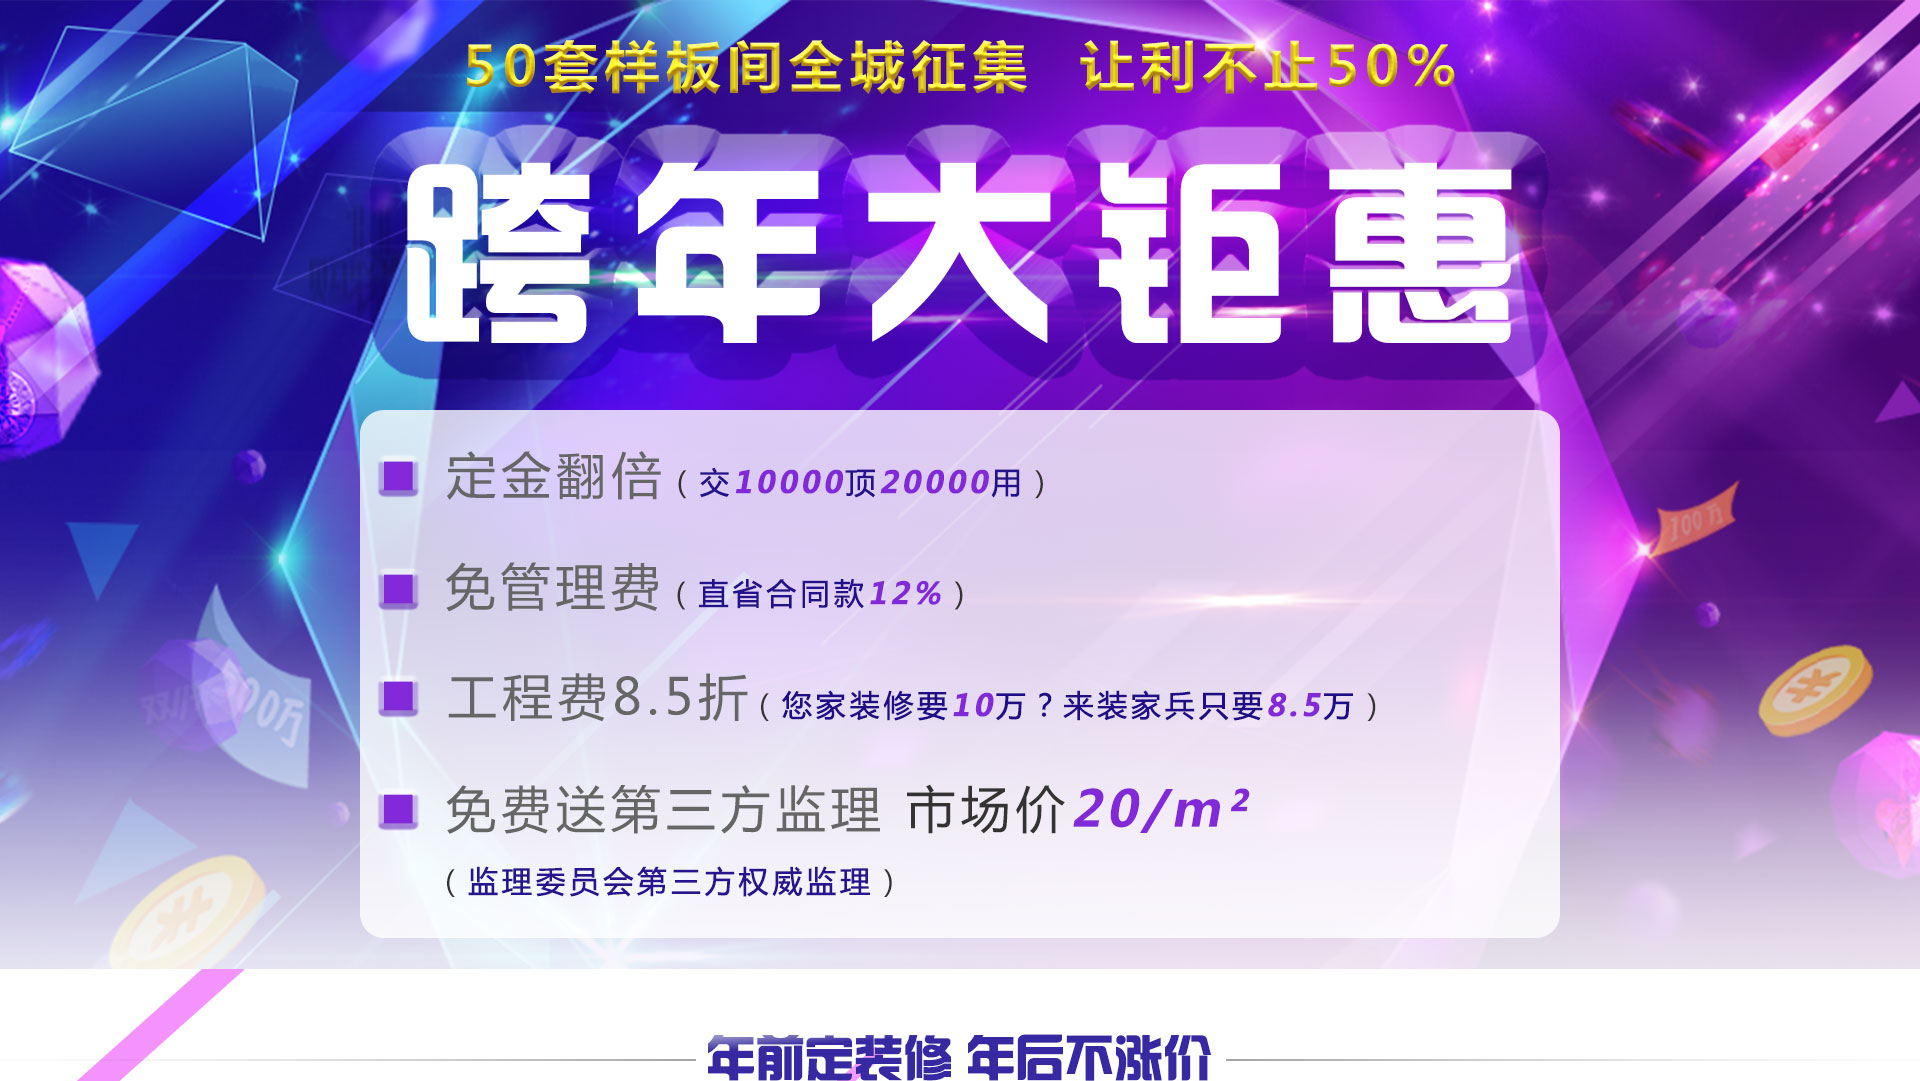 50套样板间全城征集 让利不止50%
跨年大钜惠
定金翻倍（交10000顶20000用）
免管理费（直省合同款12%）
100万
工程费8.5折（您家装修要10万？来装家兵只要8.5万）
免费送第三方监理 市场价20/m²
（监理委员会第三方权威监理）
年前定装修 年后不涨价